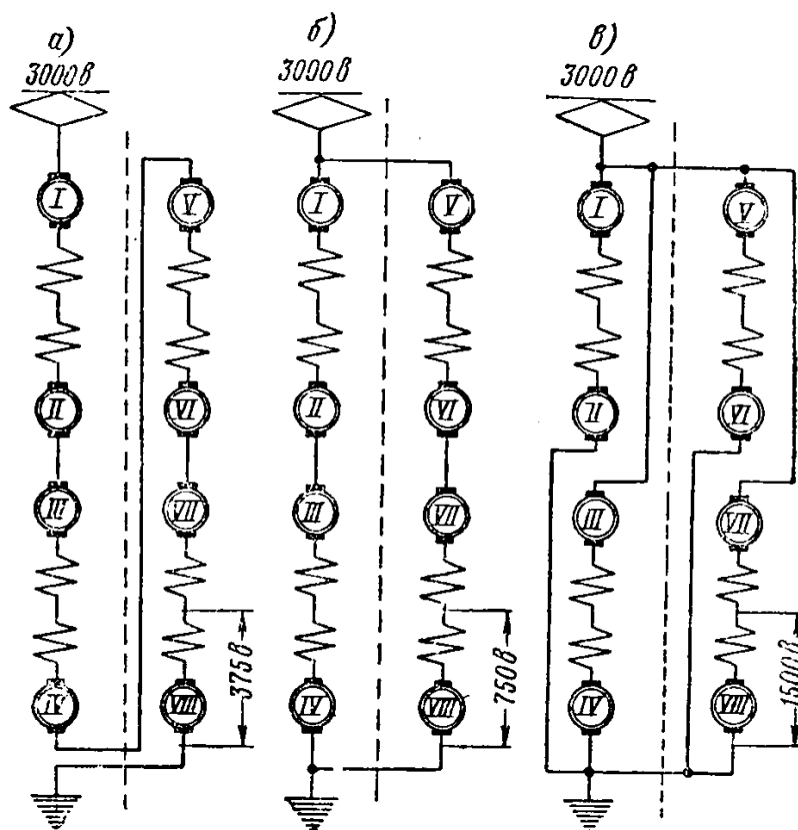 а) б) в)
3000 в 3000 в 3000 в
I V I V I V
II VI II VI II VI
III VII III VII III VII
375 в 750 в 1500 в
IV VIII IV VIII IV VIII